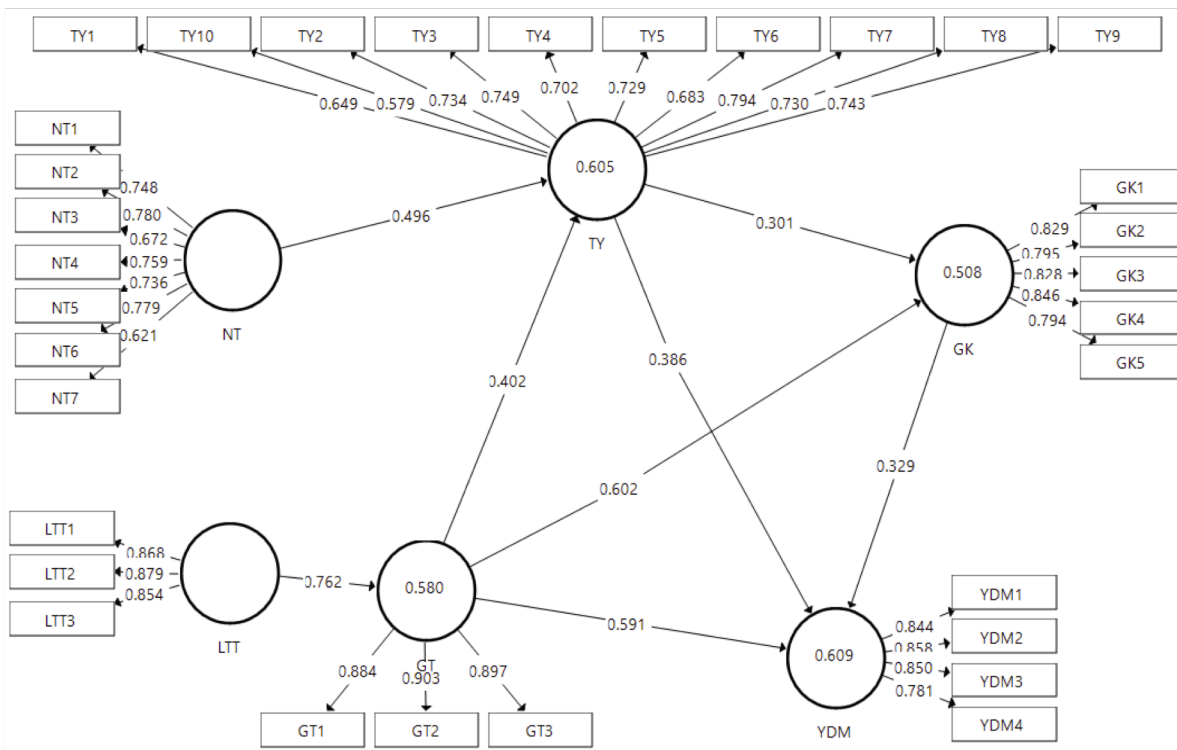 TY1 TY10 TY2 TY3 TY4 TY5 TY6 TY7 TY8 TY9
0.649 0.579 0.734 0.749 0.702 0.729 0.683 0.794 0.730 0.743
NT1
NT2
NT3
NT4
NT5
NT6
NT7
0.748
0.780
0.672
0.759
0.736
0.779
0.621
NT
0.496
0.605
TY
0.301
0.386
0.402
0.602
0.508
GK
0.829
0.795
0.828
0.846
0.794
GK1
GK2
GK3
GK4
GK5
0.329
LTT1
LTT2
LTT3
0.868
0.879
0.854
LTT
0.762
0.580
GT
0.591
0.884 0.903 0.897
GT1 GT2 GT3
0.609
YDM
0.844
0.858
0.850
0.781
YDM1
YDM2
YDM3
YDM4